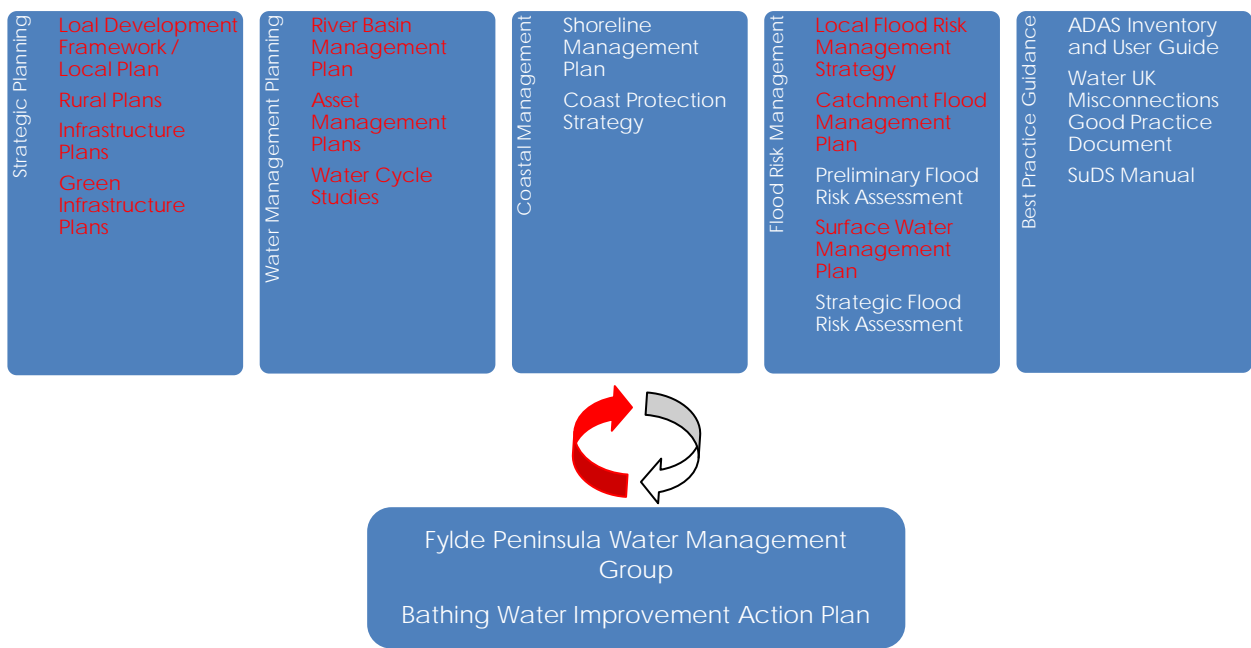 Strategic Planning
Loal Development
Framework /
Local Plan
Rural Plans
Infrastructure
Plans
Green
Infrastructure
Plans
Water Management Planning
River Basin
Management
Plan
Asset
Management
Plans
Water Cycle
Studies
Coastal Management
Shoreline
Management
Plan
Coast Protection
Strategy
Flood Risk Management
Local Flood Risk
Management
Strategy
Catchment Flood
Management
Plan
Preliminary Flood
Risk Assessment
Surface Water
Management
Plan
Strategic Flood
Risk Assessment
Best Practice Guidance
ADAS Inventory
and User Guide
Water UK
Misconnections
Good Practice
Document
SuDS Manual
Fylde Peninsula Water Management
Group
Bathing Water Improvement Action Plan